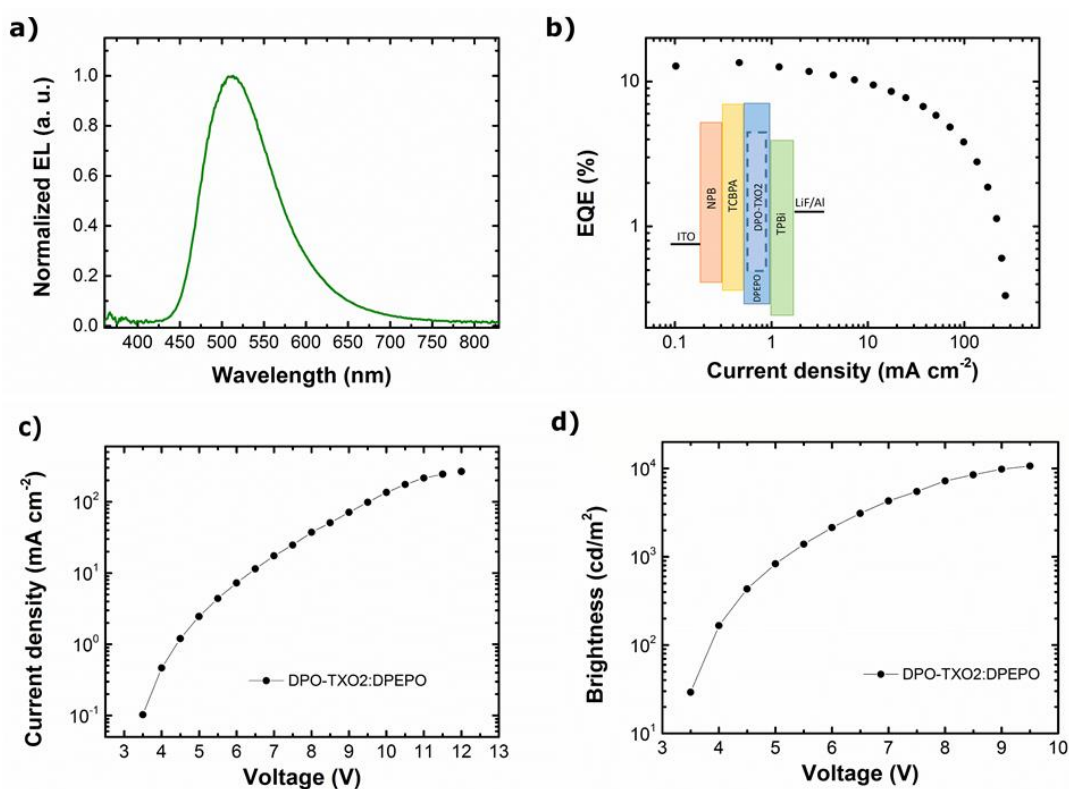 a)
Normalized EL (a. u.)
1.0
0.8
0.6
0.4
0.2
0.0
400 450 500 550 600 650 700 750 800
Wavelength (nm)
b)
EQE (%)
10
1
ITO
NPB
TCBPA
DPO-TXO2
DPEPO
TPBi
LiF/Al
0.1 1 10 100
Current density (mA cm⁻²)
c)
Current density (mA cm⁻²)
10²
10¹
10⁰
10⁻¹
DPO-TXO2:DPEPO
3 4 5 6 7 8 9 10 11 12 13
Voltage (V)
d)
Brightness (cd/m²)
10⁴
10³
10²
10¹
DPO-TXO2:DPEPO
3 4 5 6 7 8 9 10
Voltage (V)